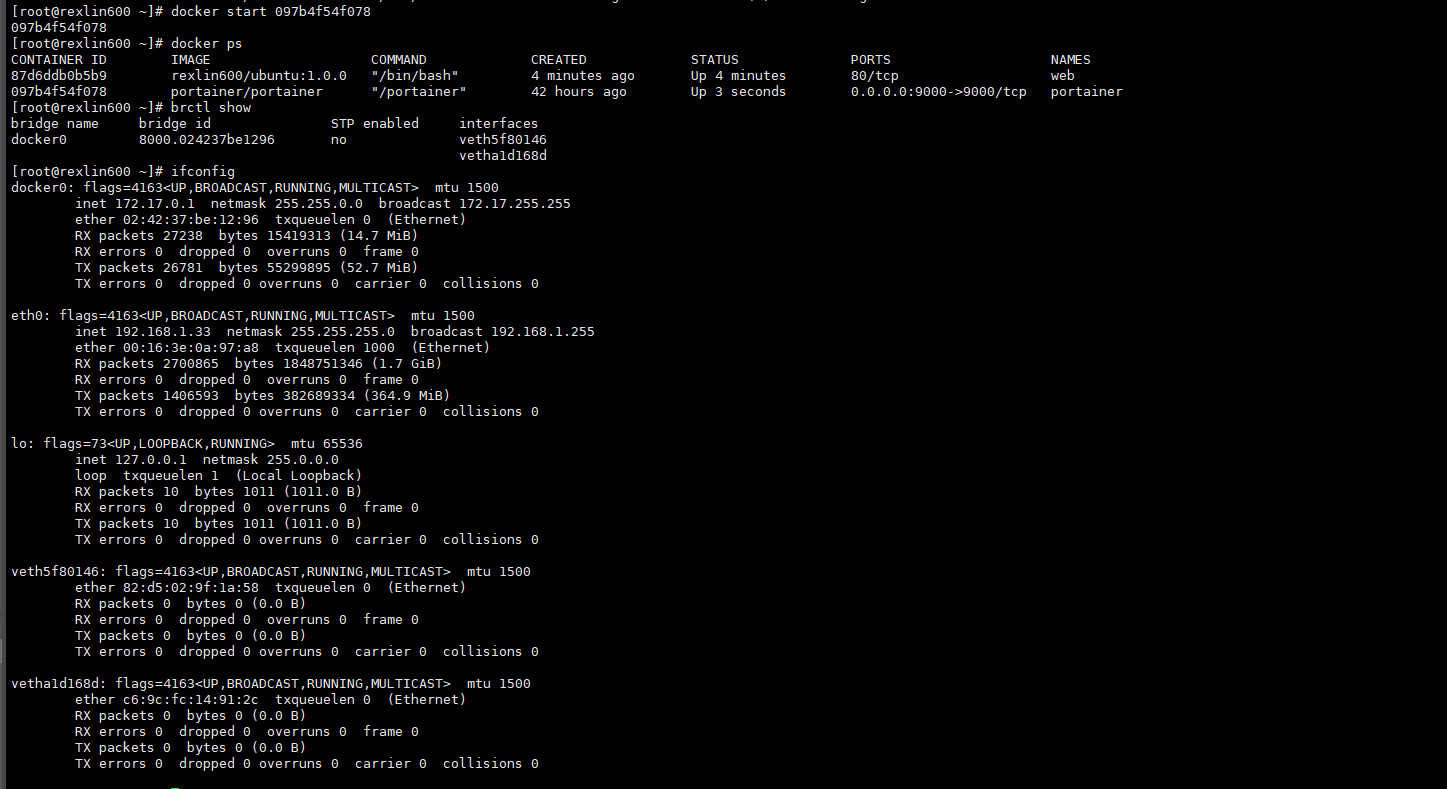 [root@rexlin600 ~]# docker start 097b4f54f078
097b4f54f078
[root@rexlin600 ~]# docker ps
CONTAINER ID        IMAGE                    COMMAND             CREATED             STATUS              PORTS                    NAMES
87d6ddb0b5b9        rexlin600/ubuntu:1.0.0   "/bin/bash"         4 minutes ago       Up 4 minutes        80/tcp                   web
097b4f54f078        portainer/portainer      "/portainer"        42 hours ago        Up 3 seconds        0.0.0.0:9000->9000/tcp   portainer
[root@rexlin600 ~]# brctl show
bridge name     bridge id               STP enabled     interfaces
docker0         8000.024237be1296       no              veth5f80146
                                                        vetha1d168d
[root@rexlin600 ~]# ifconfig
docker0: flags=4163<UP,BROADCAST,RUNNING,MULTICAST>  mtu 1500
        inet 172.17.0.1  netmask 255.255.0.0  broadcast 172.17.255.255
        ether 02:42:37:be:12:96  txqueuelen 0  (Ethernet)
        RX packets 27238  bytes 15419313 (14.7 MiB)
        RX errors 0  dropped 0  overruns 0  frame 0
        TX packets 26781  bytes 55299895 (52.7 MiB)
        TX errors 0  dropped 0 overruns 0  carrier 0  collisions 0

eth0: flags=4163<UP,BROADCAST,RUNNING,MULTICAST>  mtu 1500
        inet 192.168.1.33  netmask 255.255.255.0  broadcast 192.168.1.255
        ether 00:16:3e:0a:97:a8  txqueuelen 1000  (Ethernet)
        RX packets 2700865  bytes 1848751346 (1.7 GiB)
        RX errors 0  dropped 0  overruns 0  frame 0
        TX packets 1406593  bytes 382689334 (364.9 MiB)
        TX errors 0  dropped 0 overruns 0  carrier 0  collisions 0

lo: flags=73<UP,LOOPBACK,RUNNING>  mtu 65536
        inet 127.0.0.1  netmask 255.0.0.0
        loop  txqueuelen 1  (Local Loopback)
        RX packets 10  bytes 1011 (1011.0 B)
        RX errors 0  dropped 0  overruns 0  frame 0
        TX packets 10  bytes 1011 (1011.0 B)
        TX errors 0  dropped 0 overruns 0  carrier 0  collisions 0

veth5f80146: flags=4163<UP,BROADCAST,RUNNING,MULTICAST>  mtu 1500
        ether 82:d5:02:9f:1a:58  txqueuelen 0  (Ethernet)
        RX packets 0  bytes 0 (0.0 B)
        RX errors 0  dropped 0  overruns 0  frame 0
        TX packets 0  bytes 0 (0.0 B)
        TX errors 0  dropped 0 overruns 0  carrier 0  collisions 0

vetha1d168d: flags=4163<UP,BROADCAST,RUNNING,MULTICAST>  mtu 1500
        ether c6:9c:fc:14:91:2c  txqueuelen 0  (Ethernet)
        RX packets 0  bytes 0 (0.0 B)
        RX errors 0  dropped 0  overruns 0  frame 0
        TX packets 0  bytes 0 (0.0 B)
        TX errors 0  dropped 0 overruns 0  carrier 0  collisions 0